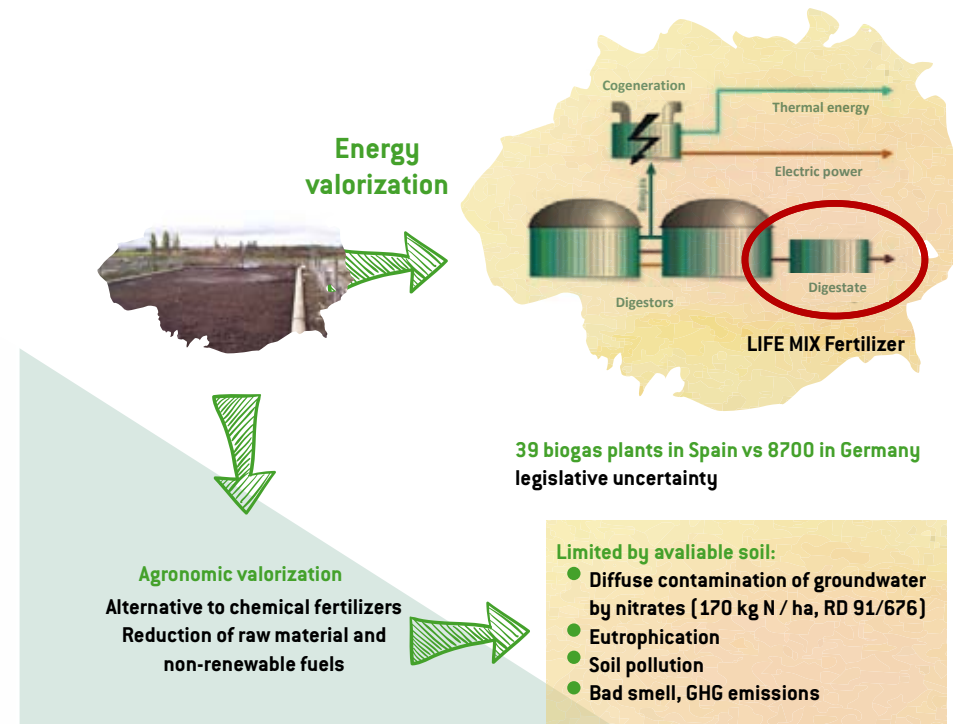 Cogeneration
Thermal energy
Energy
valorization
Electric power
Biogás
Digestors
Digestate
LIFE MIX Fertilizer
39 biogas plants in Spain vs 8700 in Germany
legislative uncertainty
Agronomic valorization
Alternative to chemical fertilizers
Reduction of raw material and
non-renewable fuels
Limited by avaliable soil:
Diffuse contamination of groundwater
by nitrates (170 kg N / ha, RD 91/676)
Eutrophication
Soil pollution
Bad smell, GHG emissions